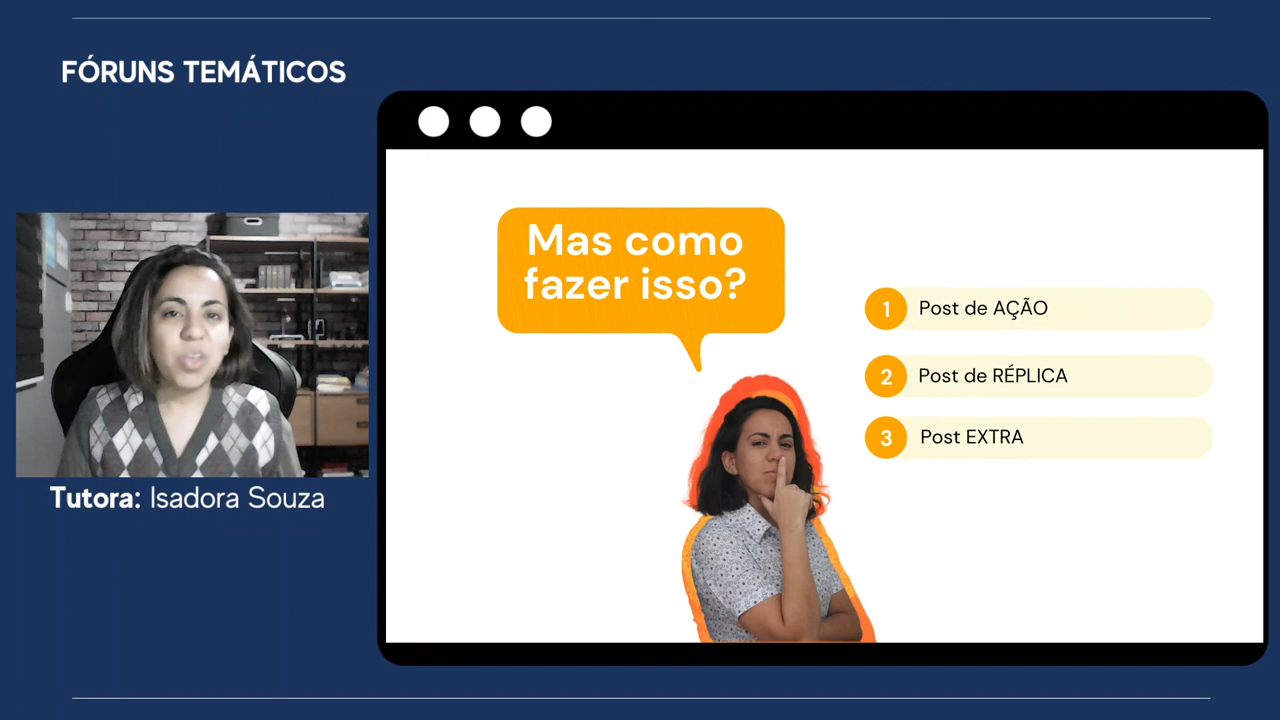 FÓRUNS TEMÁTICOS
Tutora: Isadora Souza
Mas como
fazer isso?
1 Post de AÇÃO
2 Post de RÉPLICA
3 Post EXTRA